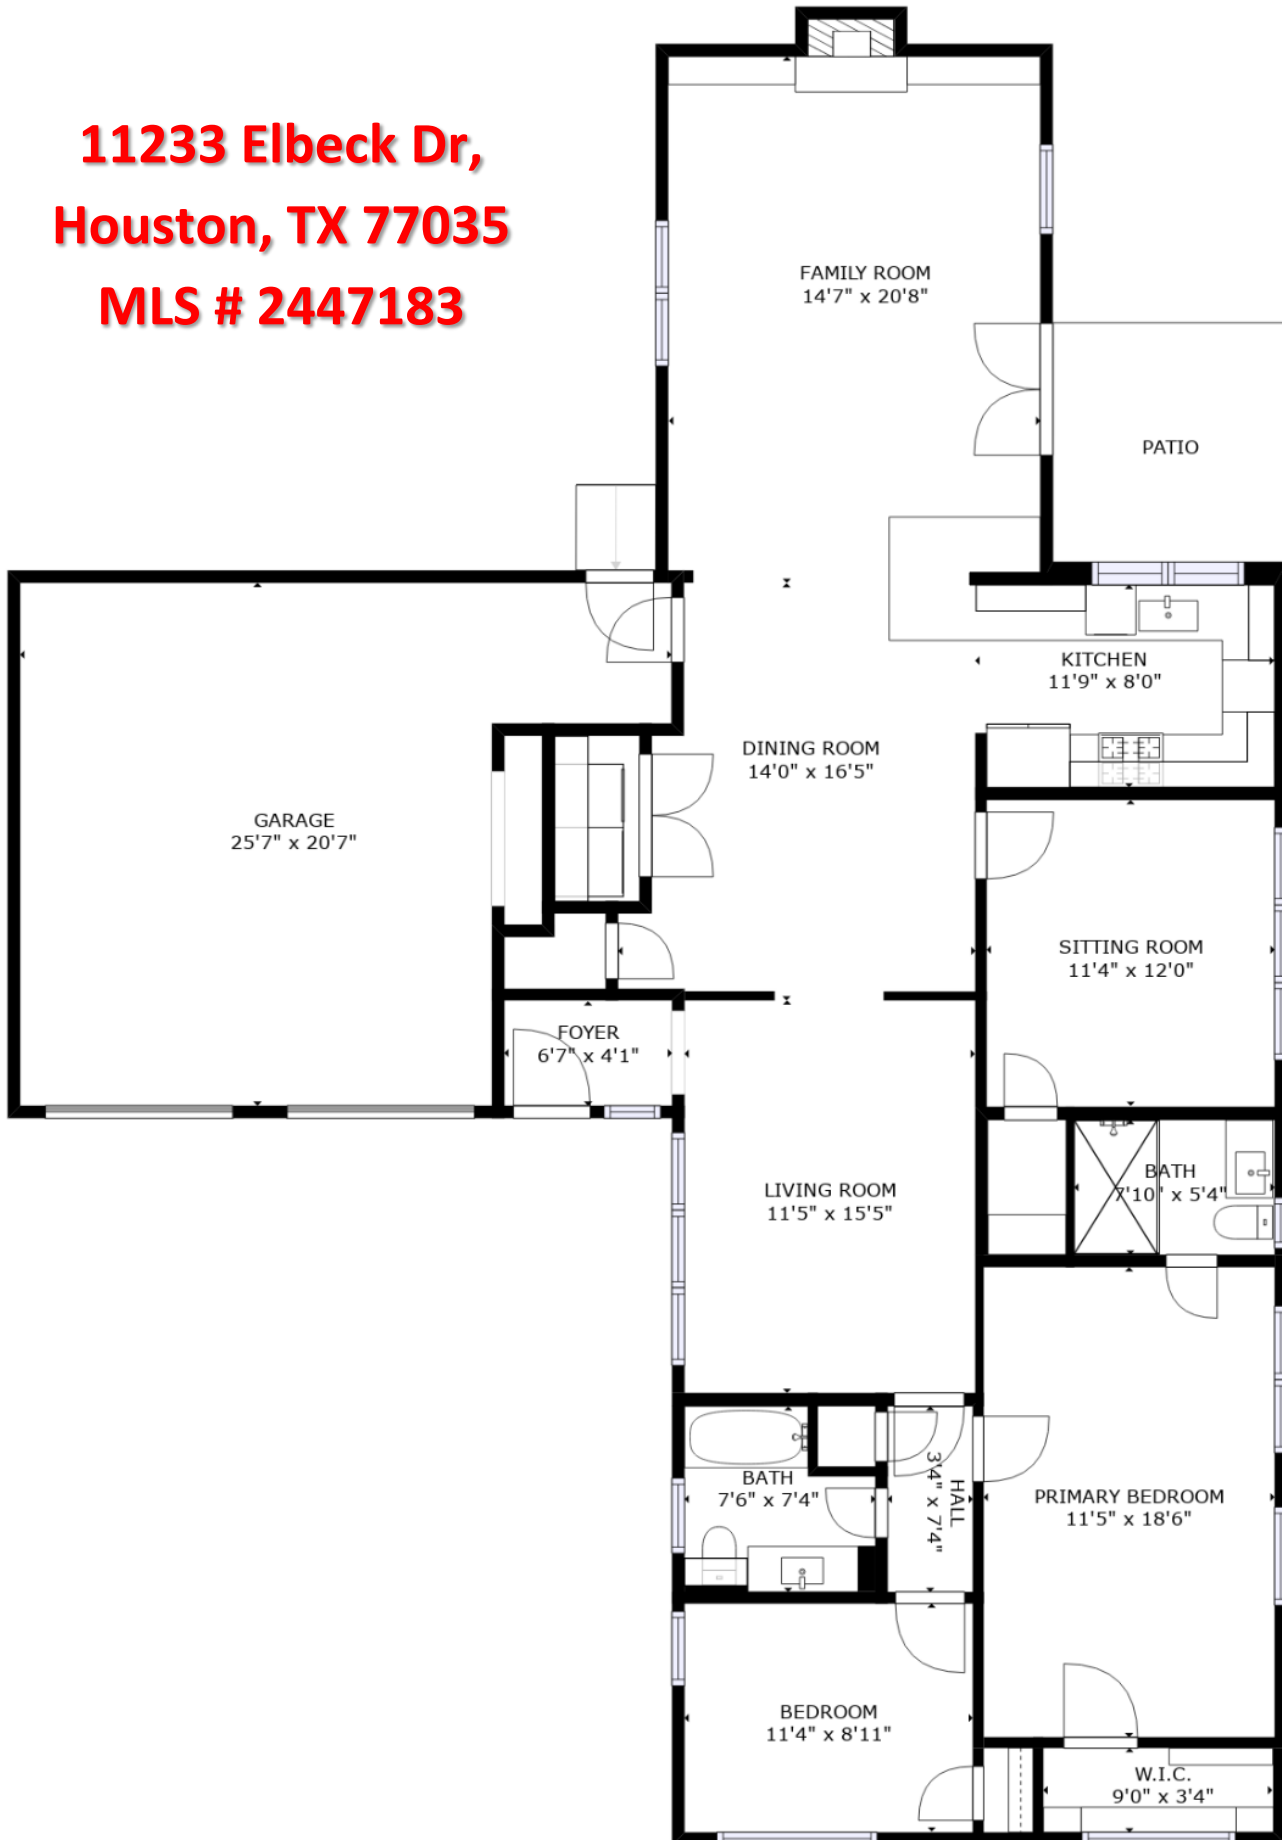 11233 Elbeck Dr,
Houston, TX 77035
MLS # 2447183
FAMILY ROOM
14'7" x 20'8"
PATIO
KITCHEN
11'9" x 8'0"
DINING ROOM
14'0" x 16'5"
GARAGE
25'7" x 20'7"
SITTING ROOM
11'4" x 12'0"
FOYER
6'7" x 4'1"
BATH
7'10" x 5'4"
LIVING ROOM
11'5" x 15'5"
HALL
3'4" x 7'4"
BATH
7'6" x 7'4"
PRIMARY BEDROOM
11'5" x 18'6"
BEDROOM
11'4" x 8'11"
W.I.C.
9'0" x 3'4"